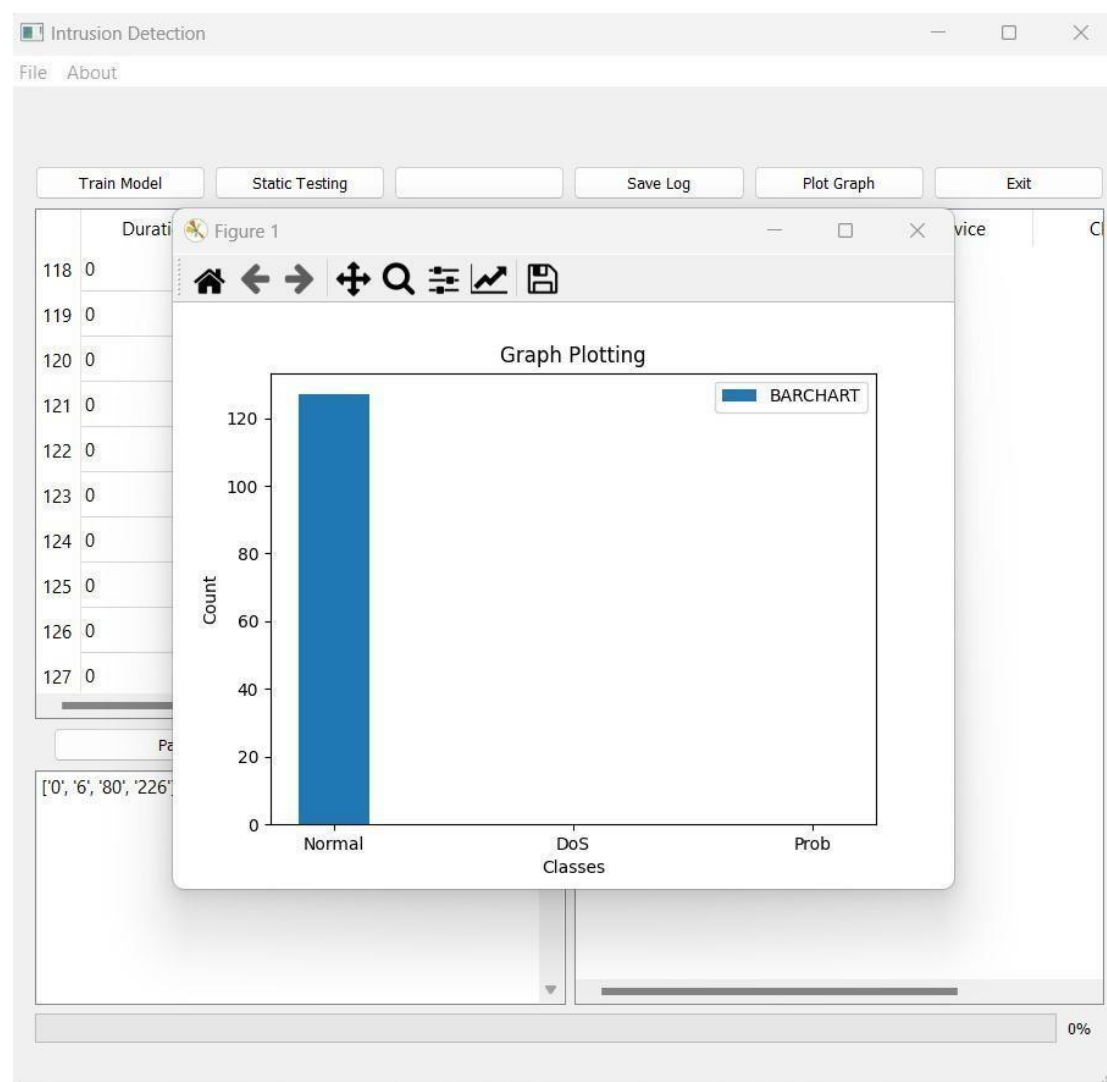 Intrusion Detection
File About
Train Model Static Testing Save Log Plot Graph Exit
Durati vice Cl
Figure 1
118 0
119 0
120 0
121 0
122 0
123 0
124 0
125 0
126 0
127 0
Graph Plotting
BARCHART
120
100
80
60
40
20
0
Count
Normal DoS Prob
Classes
Pa
['0', '6', '80', '226'
0%